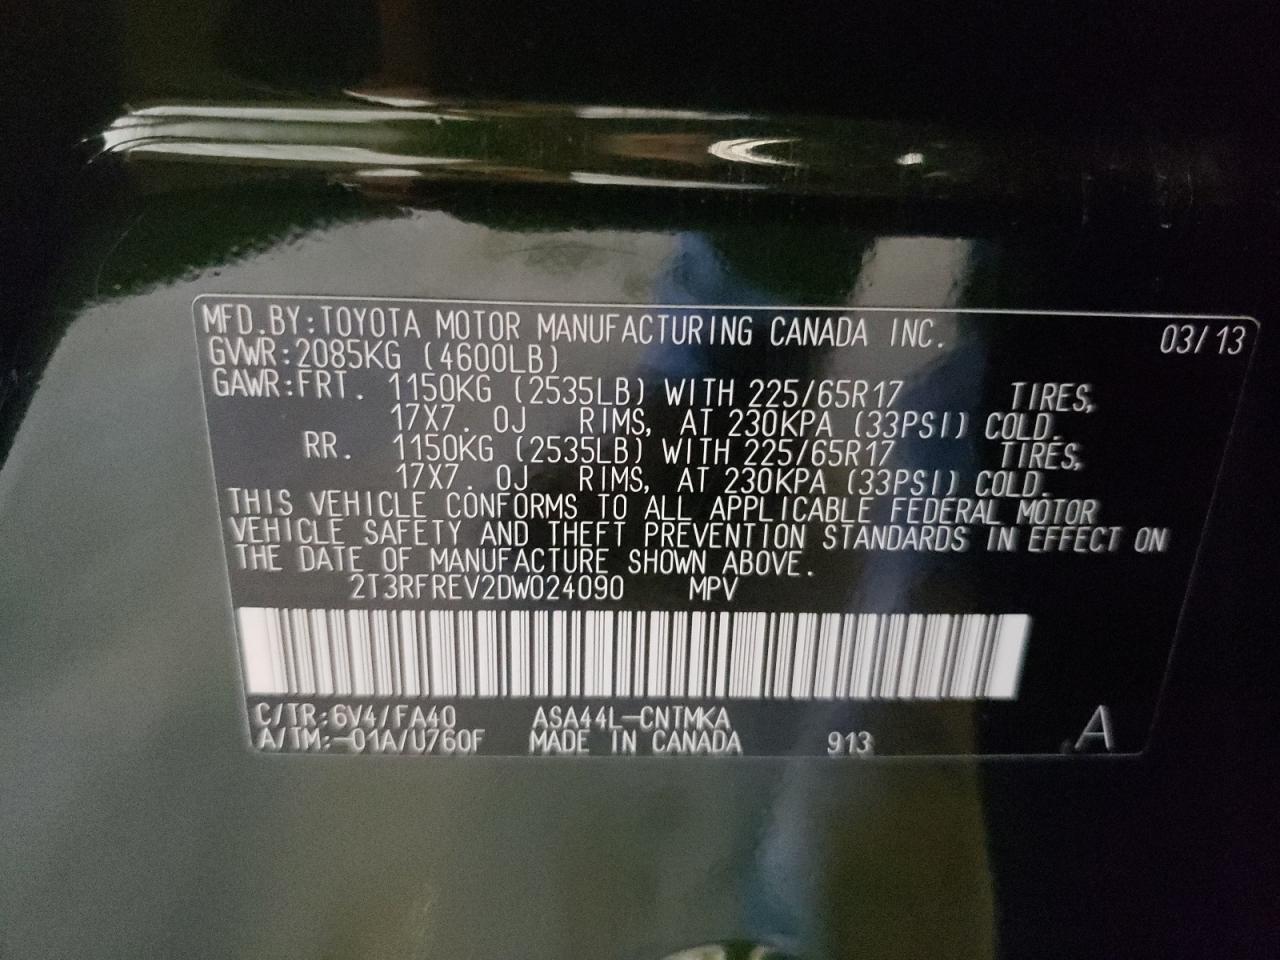 MFD.BY:TOYOTA MOTOR MANUFACTURING CANADA INC. 03/13
GVWR:2085KG (4600LB)
GAWR:FRT. 1150KG (2535LB) WITH 225/65R17 TIRES,
17X7. 0J RIMS, AT 230KPA (33PSI) COLD.
RR. 1150KG (2535LB) WITH 225/65R17 TIRES,
17X7. 0J RIMS, AT 230KPA (33PSI) COLD.
THIS VEHICLE CONFORMS TO ALL APPLICABLE FEDERAL MOTOR
VEHICLE SAFETY AND THEFT PREVENTION STANDARDS IN EFFECT ON
THE DATE OF MANUFACTURE SHOWN ABOVE.
2T3RFREV2DW024090 MPV
C/TR:6V4/FA40 ASA44L-CNTMKA A
A/TM:-01A/U760F MADE IN CANADA 913